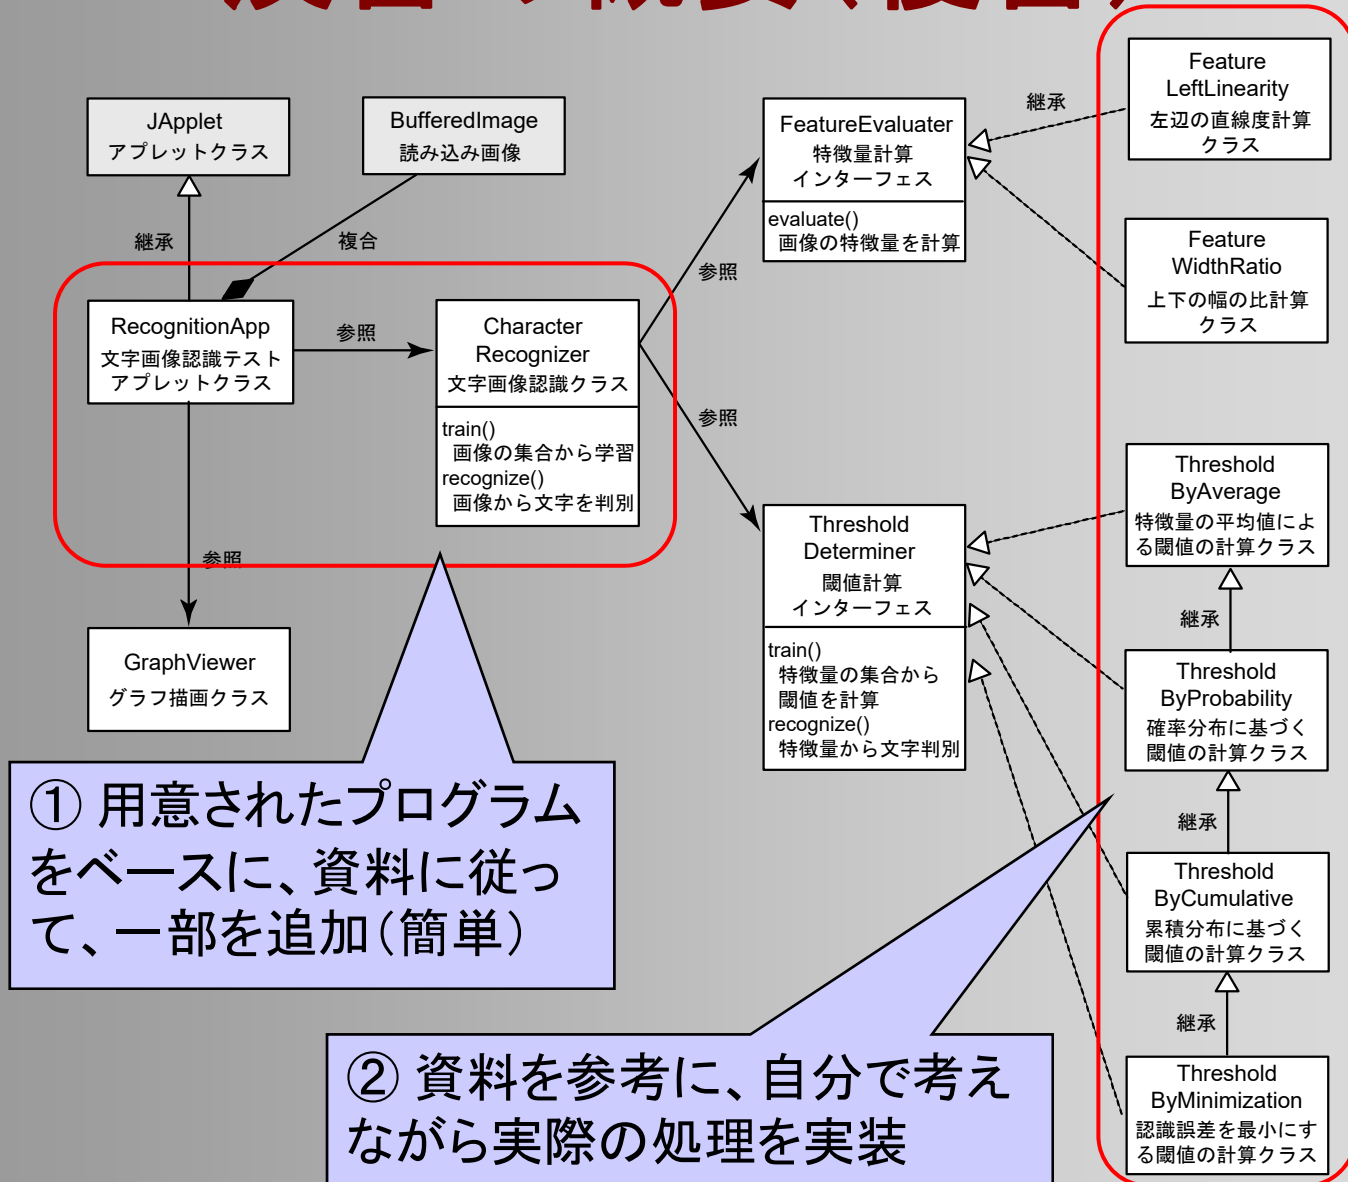 JApplet
アプレットクラス
BufferedImage
読み込み画像
FeatureEvaluater
特徴量計算
インターフェス
evaluate()
画像の特徴量を計算
継承
Feature
LeftLinearity
左辺の直線度計算
クラス
Feature
WidthRatio
上下の幅の比計算
クラス
継承
複合
参照
RecognitionApp
文字画像認識テスト
アプレットクラス
参照
Character
Recognizer
文字画像認識クラス
train()
画像の集合から学習
recognize()
画像から文字を判別
参照
参照
GraphViewer
グラフ描画クラス
Threshold
Determiner
閾値計算
インターフェス
train()
特徴量の集合から
閾値を計算
recognize()
特徴量から文字判別
Threshold
ByAverage
特徴量の平均値によ
る閾値の計算クラス
継承
Threshold
ByProbability
確率分布に基づく
閾値の計算クラス
継承
Threshold
ByCumulative
累積分布に基づく
閾値の計算クラス
継承
Threshold
ByMinimization
認識誤差を最小にす
る閾値の計算クラス
① 用意されたプログラム
をベースに、資料に従っ
て、一部を追加（簡単）
② 資料を参考に、自分で考え
ながら実際の処理を実装